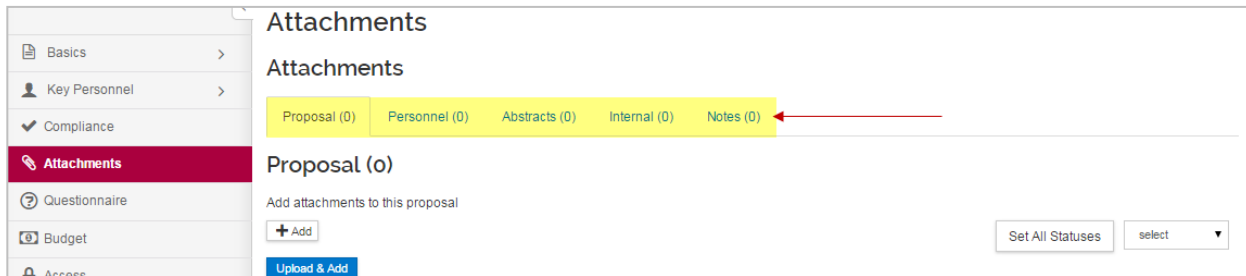 Attachments
Basics
Key Personnel
Compliance
Attachments
Questionnaire
Budget
Access
Attachments
Proposal (0) Personnel (0) Abstracts (0) Internal (0) Notes (0)
Proposal (0)
Add attachments to this proposal
+ Add
Set All Statuses select
Upload & Add